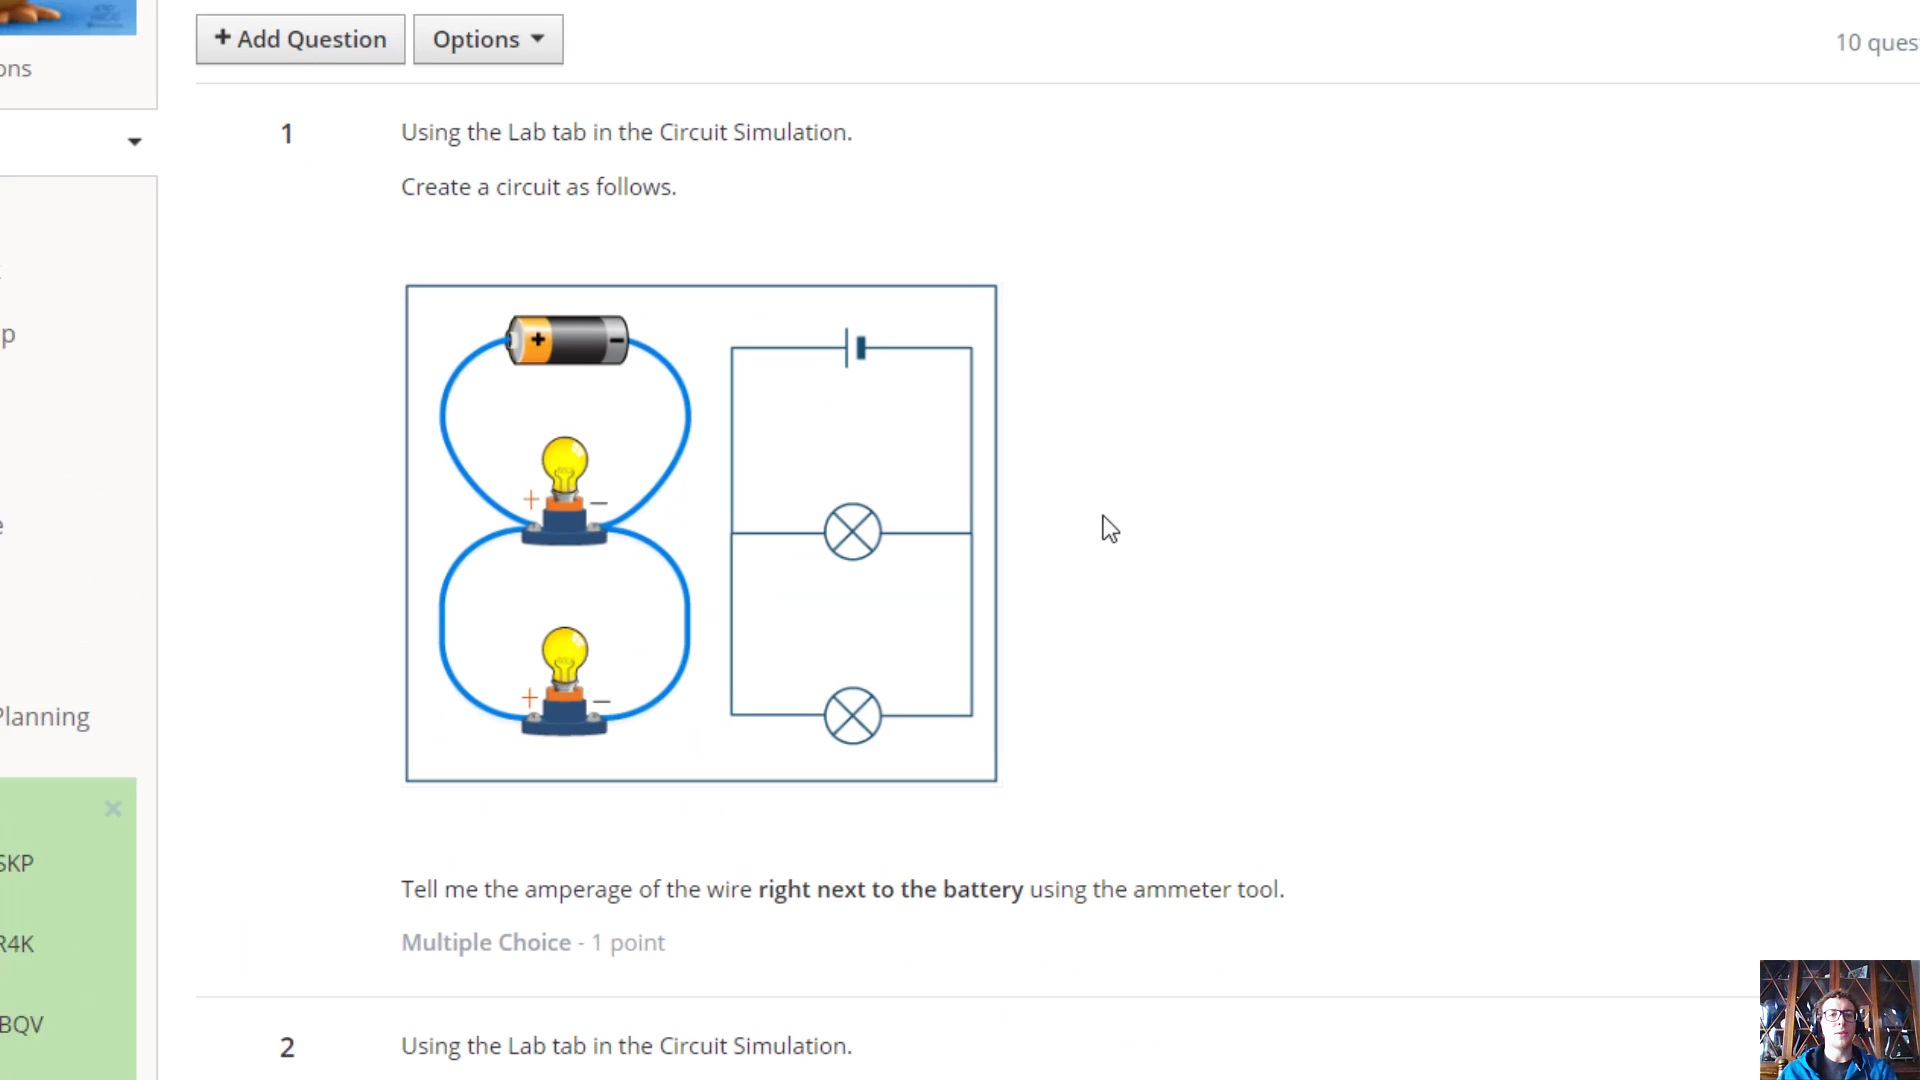 + Add Question
Options
10 ques
ons
1
Using the Lab tab in the Circuit Simulation.
Create a circuit as follows.
p
+ −
+ −
e
+ −
Planning
SKP
Tell me the amperage of the wire right next to the battery using the ammeter tool.
R4K
Multiple Choice - 1 point
BQV
2
Using the Lab tab in the Circuit Simulation.